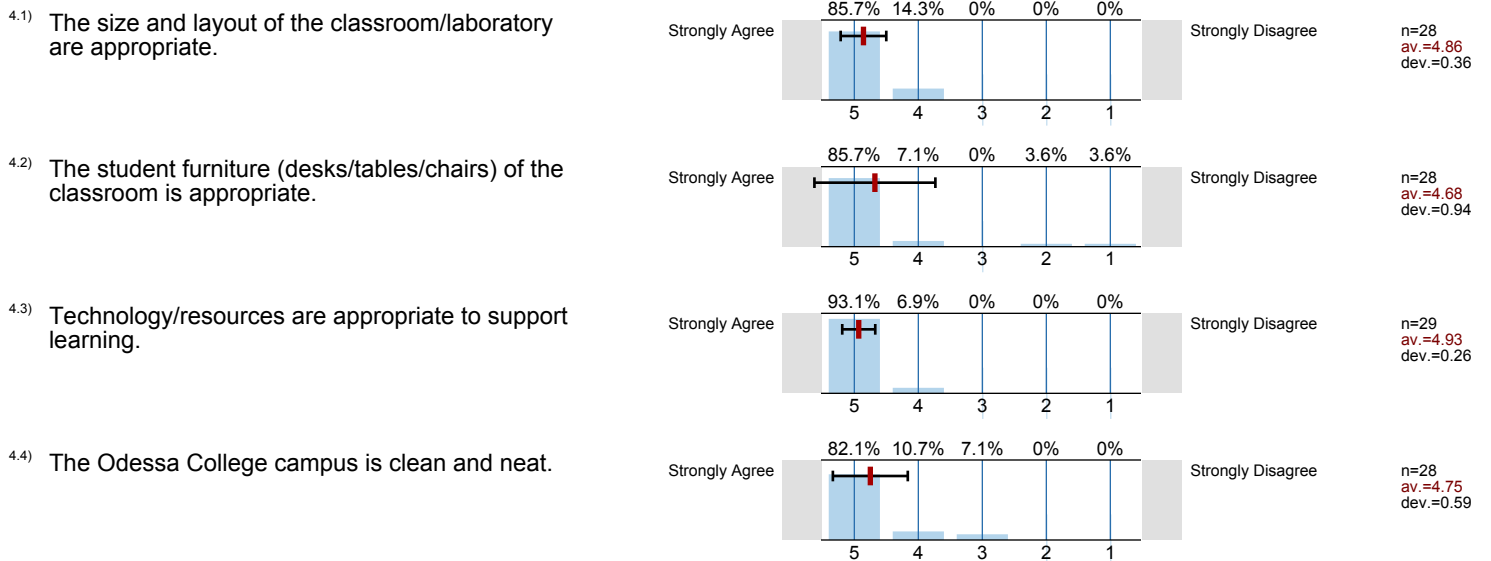 4.1) The size and layout of the classroom/laboratory
are appropriate.
85.7% 14.3% 0% 0% 0%
Strongly Agree
Strongly Disagree
n=28
av.=4.86
dev.=0.36
5 4 3 2 1
4.2) The student furniture (desks/tables/chairs) of the
classroom is appropriate.
85.7% 7.1% 0% 3.6% 3.6%
Strongly Agree
Strongly Disagree
n=28
av.=4.68
dev.=0.94
5 4 3 2 1
4.3) Technology/resources are appropriate to support
learning.
93.1% 6.9% 0% 0% 0%
Strongly Agree
Strongly Disagree
n=29
av.=4.93
dev.=0.26
5 4 3 2 1
4.4) The Odessa College campus is clean and neat.
82.1% 10.7% 7.1% 0% 0%
Strongly Agree
Strongly Disagree
n=28
av.=4.75
dev.=0.59
5 4 3 2 1